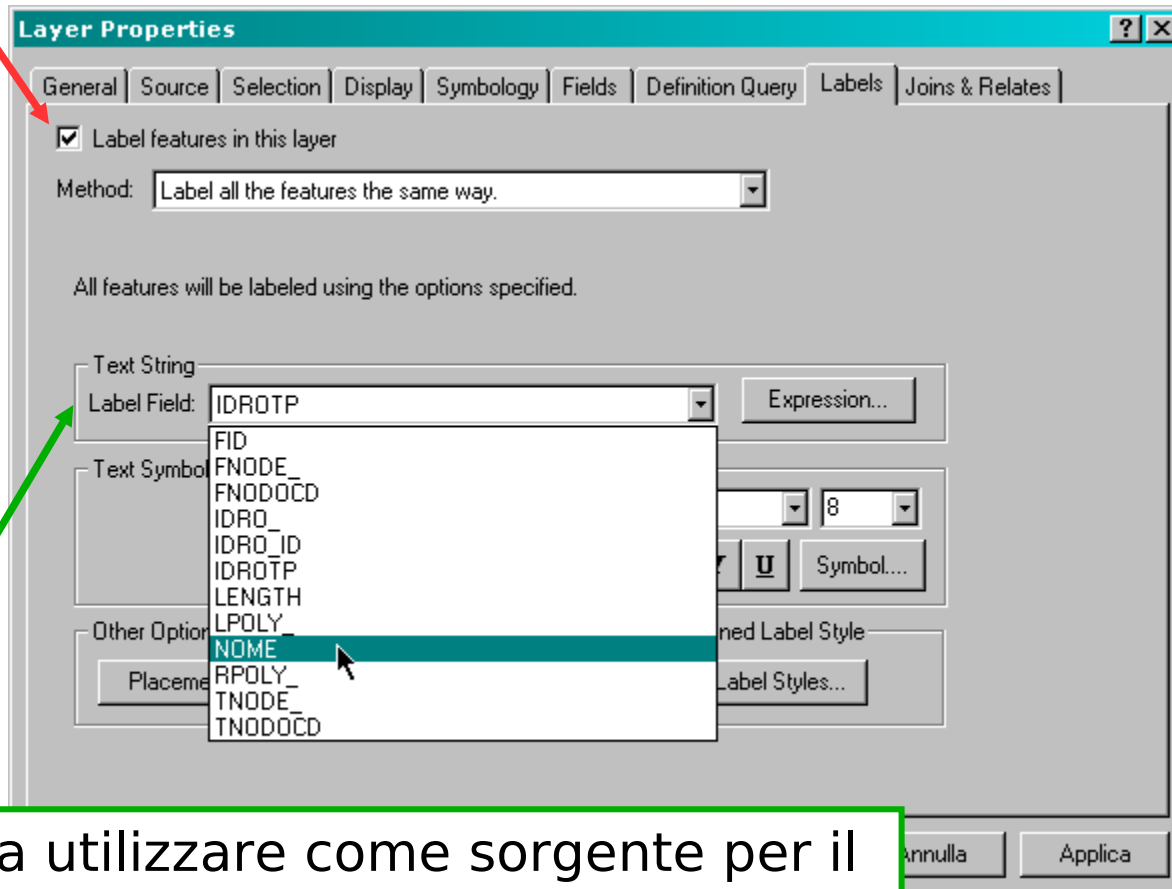 Layer Properties
General Source Selection Display Symbology Fields Definition Query Labels Joins & Relates
Label features in this layer
Method: Label all the features the same way.
All features will be labeled using the options specified.
Text String
Label Field: IDROTP Expression...
FID
FNODE_
FNODOCD
IDRO_
IDRO_ID
IDROTP
LENGTH
LPOLY_
NOME
RPOLY_
TNODE_
TNODOCD
Text Symbol
8
U Symbol....
Other Option
ned Label Style
Placeme
Label Styles...
a utilizzare come sorgente per il
Annulla Applica